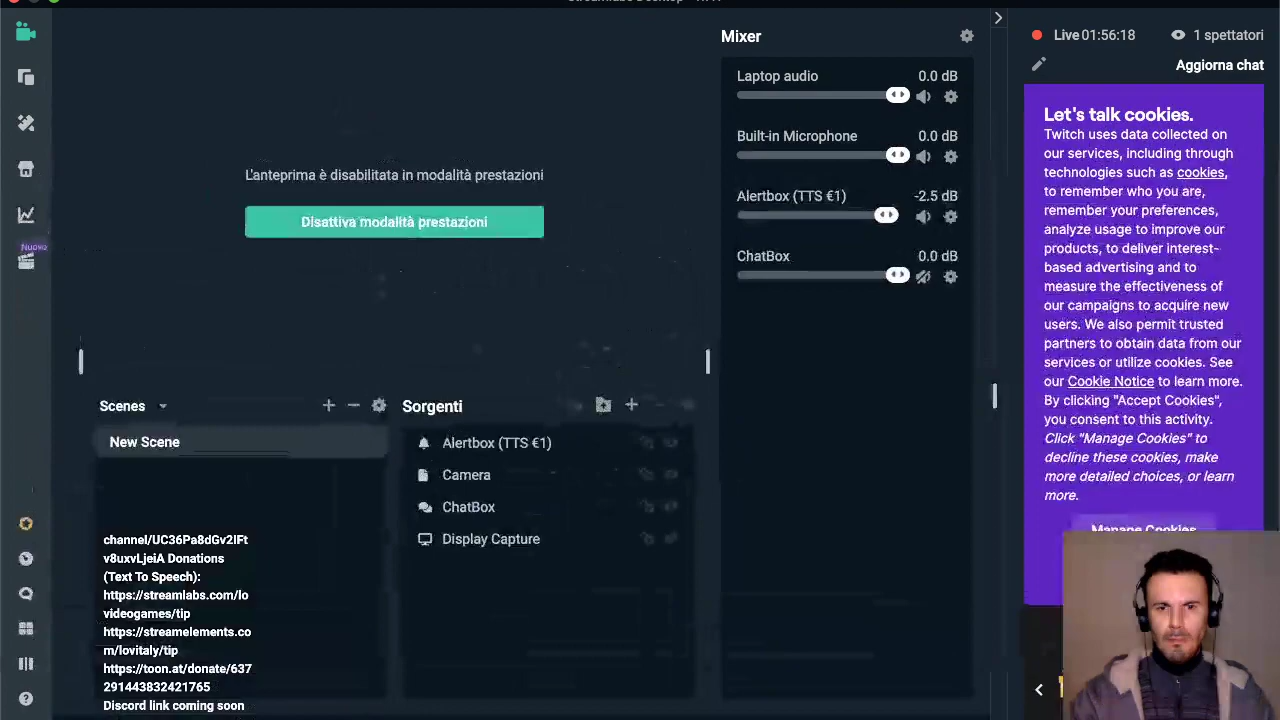 Mixer
Live 01:56:18
1 spettatori
Aggiorna chat
Laptop audio 0.0 dB
Built-in Microphone 0.0 dB
Alertbox (TTS €1) -2.5 dB
ChatBox 0.0 dB
L'anteprima è disabilitata in modalità prestazioni
Disattiva modalità prestazioni
Nuovo
Let's talk cookies.
Twitch uses data collected on
our services, including through
technologies such as cookies,
to remember who you are,
remember your preferences,
analyze usage to improve our
products, to deliver interest-
based advertising and to
measure the effectiveness of
our campaigns to acquire new
users. We also permit trusted
partners to obtain data from our
services or utilize cookies. See
our Cookie Notice to learn more.
By clicking "Accept Cookies",
you consent to this activity.
Click "Manage Cookies" to
decline these cookies, make
more detailed choices, or learn
more.
Manage Cookies
Scenes
New Scene
Sorgenti
Alertbox (TTS €1)
Camera
ChatBox
Display Capture
channel/UC36Pa8dGv2IFt
v8uxvLjeiA Donations
(Text To Speech):
https://streamlabs.com/lo
videogames/tip
https://streamelements.co
m/lovitaly/tip
https://toon.at/donate/637
291443832421765
Discord link coming soon